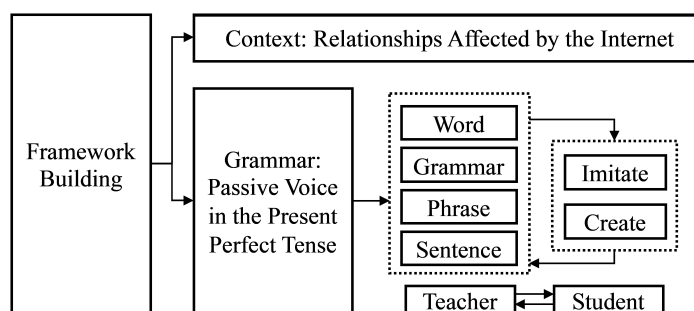 Context: Relationships Affected by the Internet
Framework
Building
Grammar:
Passive Voice
in the Present
Perfect Tense
Word
Grammar
Phrase
Sentence
Imitate
Create
Teacher
Student